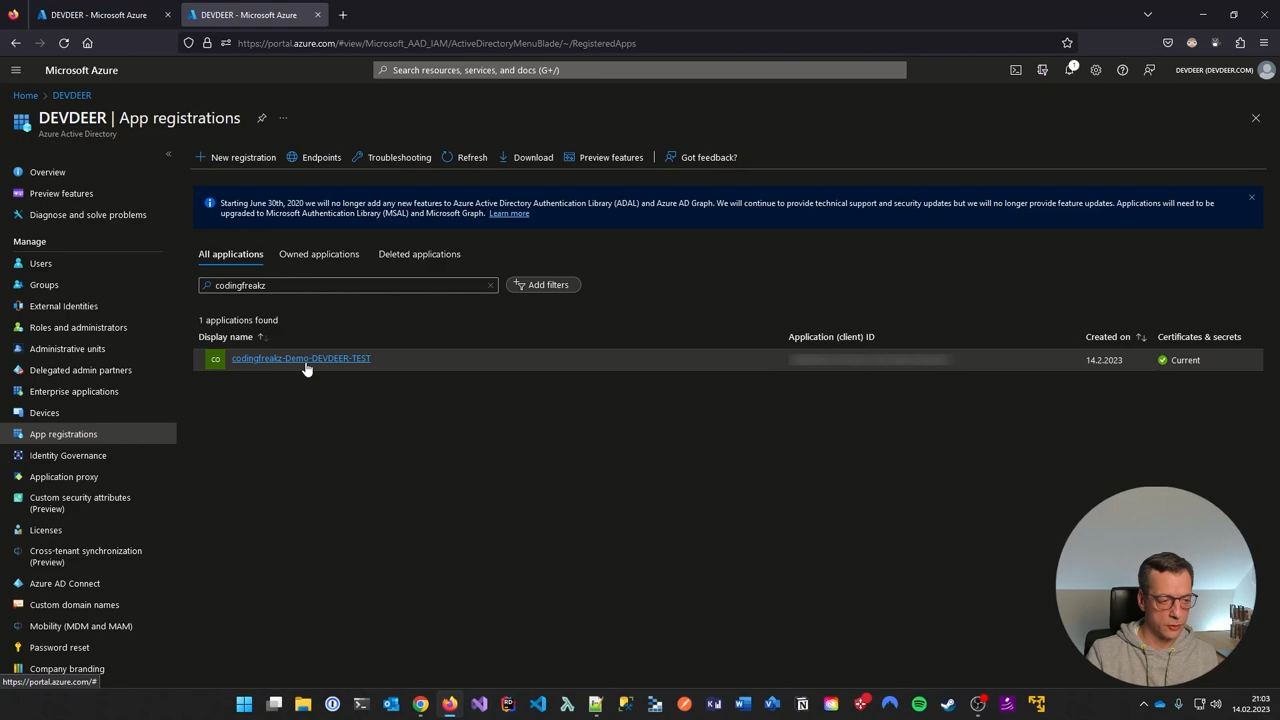 DEVDEER - Microsoft Azure
DEVDEER - Microsoft Azure
https://portal.azure.com/#view/Microsoft_AAD_IAM/ActiveDirectoryMenuBlade/~/RegisteredApps
Microsoft Azure
Search resources, services, and docs (G+/)
1
DEVDEER (DEVDEER.COM)
Home > DEVDEER
DEVDEER | App registrations
Azure Active Directory
New registration
Endpoints
Troubleshooting
Refresh
Download
Preview features
Got feedback?
Starting June 30th, 2020 we will no longer add any new features to Azure Active Directory Authentication Library (ADAL) and Azure AD Graph. We will continue to provide technical support and security updates but we will no longer provide feature updates. Applications will need to be
upgraded to Microsoft Authentication Library (MSAL) and Microsoft Graph. Learn more
All applications
Owned applications
Deleted applications
codingfreakz
Add filters
1 applications found
Display name
Application (client) ID
Created on
Certificates & secrets
co
codingfreakz-Demo-DEVDEER-TEST
14.2.2023
Current
Overview
Preview features
Diagnose and solve problems
Manage
Users
Groups
External Identities
Roles and administrators
Administrative units
Delegated admin partners
Enterprise applications
Devices
App registrations
Identity Governance
Application proxy
Custom security attributes
(Preview)
Licenses
Cross-tenant synchronization
(Preview)
Azure AD Connect
Custom domain names
Mobility (MDM and MAM)
Password reset
Company branding
https://portal.azure.com/#
21:03
14.02.2023